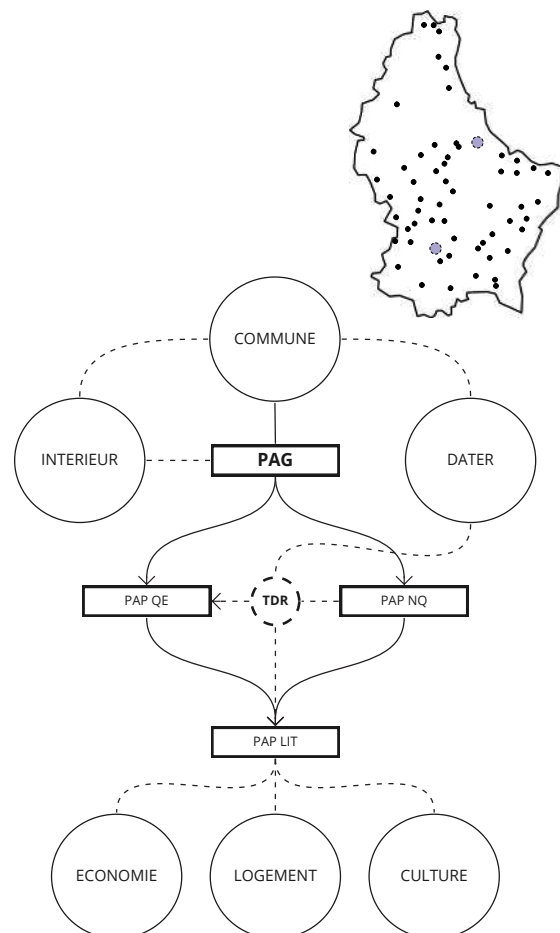 COMMUNE
INTERIEUR
PAG
DATER
PAP QE
TDR
PAP NQ
PAP LIT
ECONOMIE
LOGEMENT
CULTURE